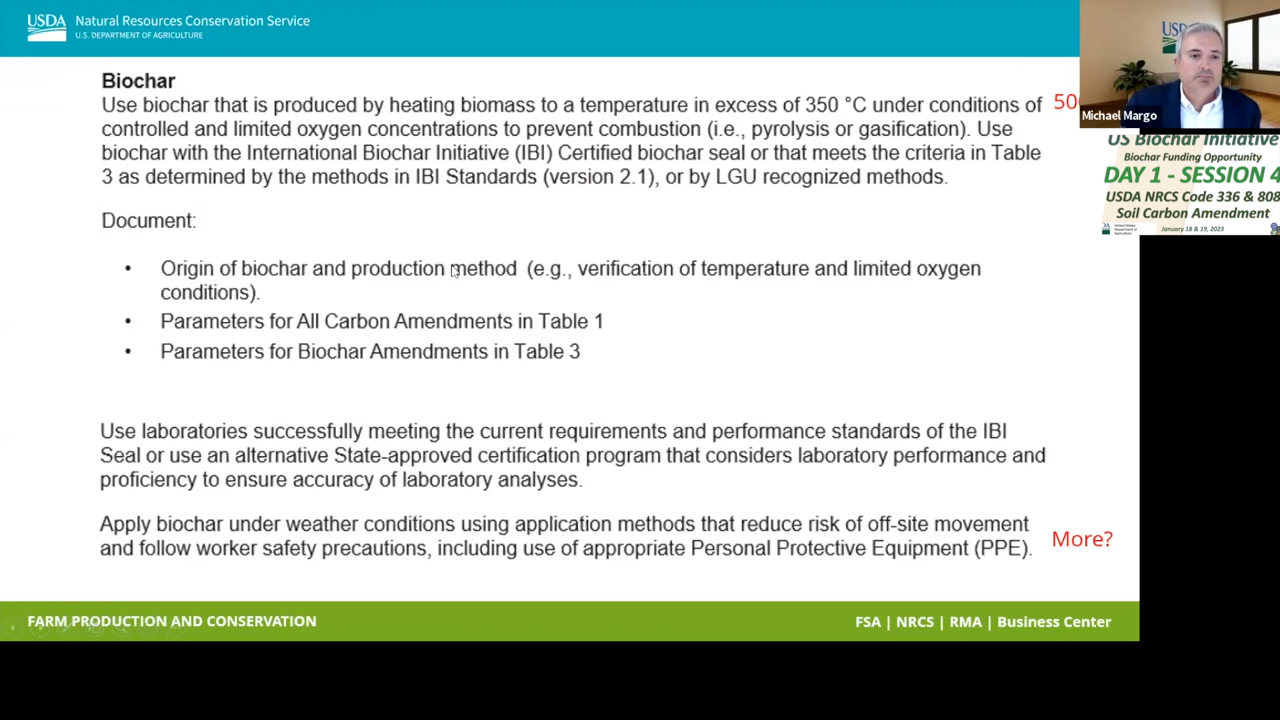 USDA Natural Resources Conservation Service
U.S. DEPARTMENT OF AGRICULTURE
USDA
Michael Margo
Biochar
Use biochar that is produced by heating biomass to a temperature in excess of 350 °C under conditions of
controlled and limited oxygen concentrations to prevent combustion (i.e., pyrolysis or gasification). Use
biochar with the International Biochar Initiative (IBI) Certified biochar seal or that meets the criteria in Table
3 as determined by the methods in IBI Standards (version 2.1), or by LGU recognized methods.
US Biochar Initiative
Biochar Funding Opportunity
DAY 1 - SESSION 4
USDA NRCS Code 336 & 808
Soil Carbon Amendment
January 18 & 19, 2023
Document:
• Origin of biochar and production method (e.g., verification of temperature and limited oxygen
conditions).
• Parameters for All Carbon Amendments in Table 1
• Parameters for Biochar Amendments in Table 3
Use laboratories successfully meeting the current requirements and performance standards of the IBI
Seal or use an alternative State-approved certification program that considers laboratory performance and
proficiency to ensure accuracy of laboratory analyses.
Apply biochar under weather conditions using application methods that reduce risk of off-site movement
and follow worker safety precautions, including use of appropriate Personal Protective Equipment (PPE).
More?
FARM PRODUCTION AND CONSERVATION
FSA | NRCS | RMA | Business Center